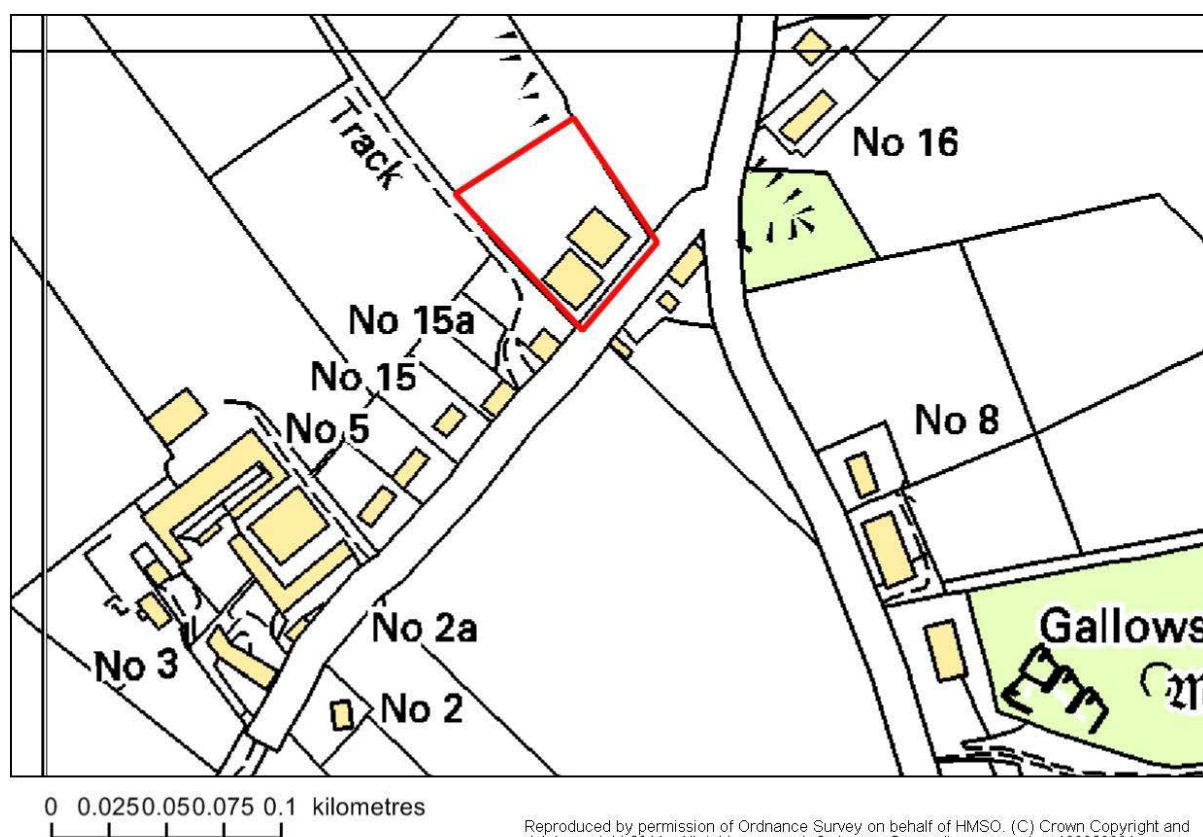 Track
No 16
No 15a
No 15
No 5
No 8
No 2a
Gallows
No 3
No 2
0 0.0250.050.075 0.1 kilometres
Reproduced by permission of Ordnance Survey on behalf of HMSO. (C) Crown Copyright and